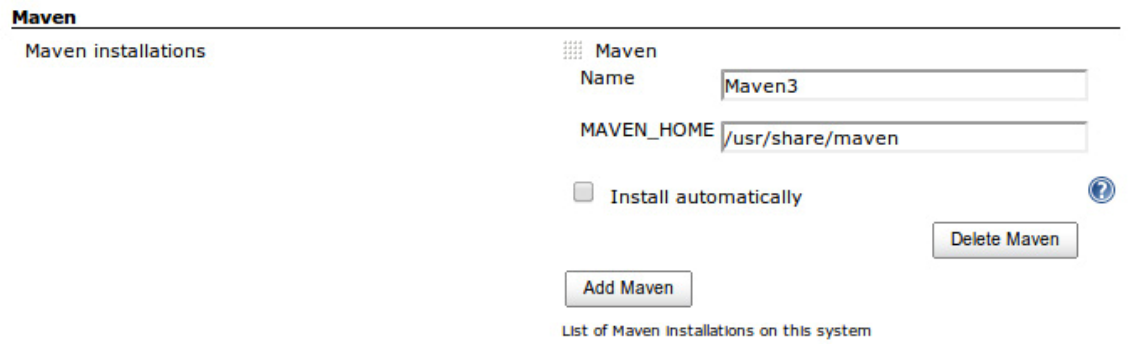 Maven
Maven installations
Maven
Name
Maven3
MAVEN_HOME
/usr/share/maven
Install automatically
?
Delete Maven
Add Maven
List of Maven installations on this system